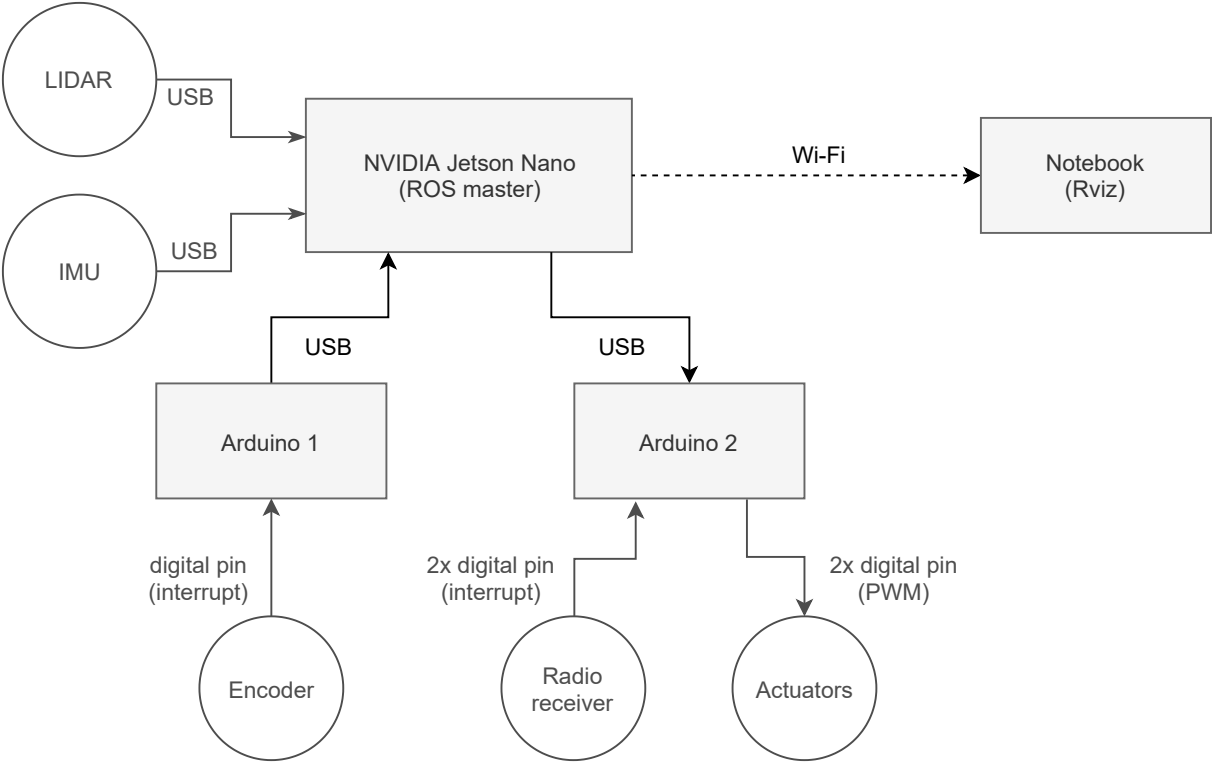 LIDAR
USB
NVIDIA Jetson Nano
(ROS master)
Wi-Fi
Notebook
(Rviz)
USB
IMU
USB
USB
Arduino 1
Arduino 2
digital pin
(interrupt)
2x digital pin
(interrupt)
2x digital pin
(PWM)
Encoder
Radio
receiver
Actuators